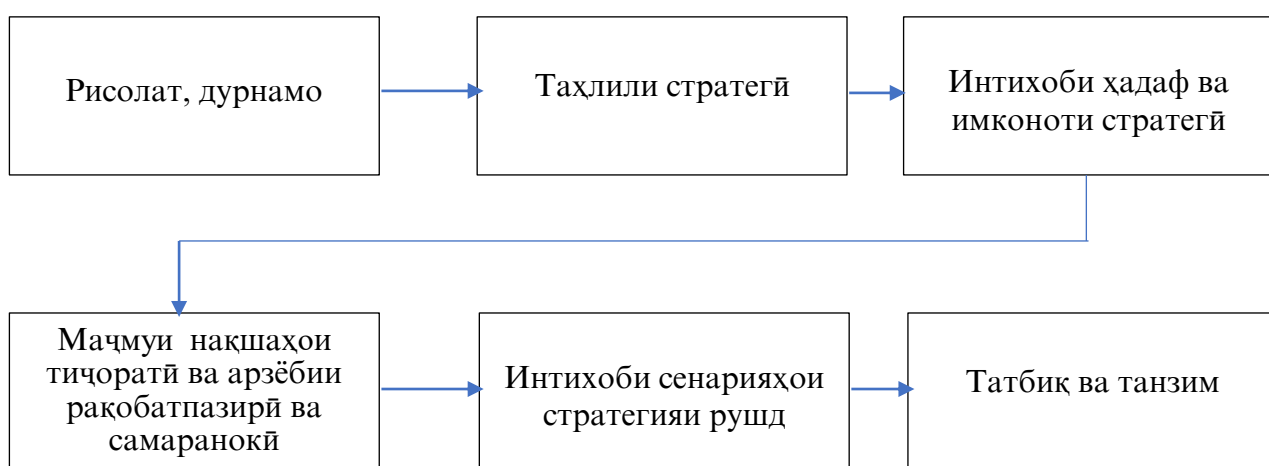 Рисолат, дурнамо
Таҳлили стратегӣ
Интихоби ҳадаф ва
имконоти стратегӣ
Маҷмуи нақшаҳои
тиҷоратӣ ва арзёбии
рақобатпазирӣ ва
самаранокӣ
Интихоби сенарияҳои
стратегияи рушд
Татбиқ ва танзим